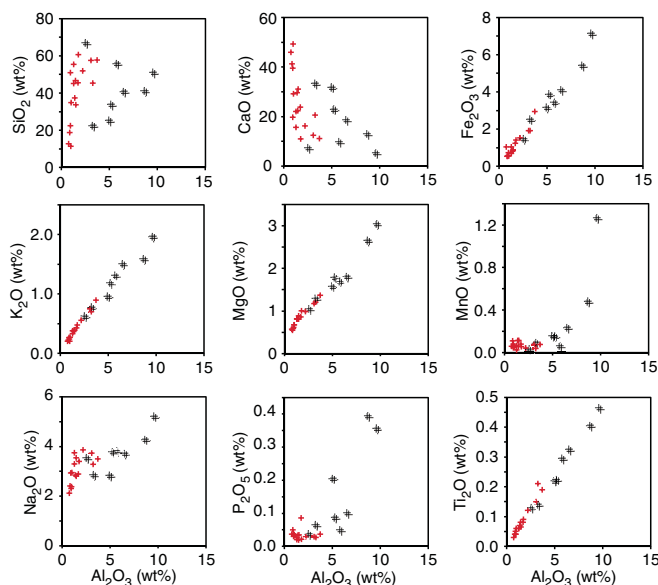 SiO2 (wt%)
80
60
40
20
0
0 5 10 15
CaO (wt%)
60
40
20
0
0 5 10 15
Fe2O3 (wt%)
8
6
4
2
0
0 5 10 15
K2O (wt%)
2.0
1.0
0.0
0 5 10 15
MgO (wt%)
3
2
1
0
0 5 10 15
MnO (wt%)
1.2
0.8
0.4
0.0
0 5 10 15
Na2O (wt%)
6
4
2
0
0 5 10 15
Al2O3 (wt%)
P2O5 (wt%)
0.4
0.3
0.2
0.1
0.0
0 5 10 15
Al2O3 (wt%)
Ti2O (wt%)
0.5
0.4
0.3
0.2
0.1
0
0 5 10 15
Al2O3 (wt%)